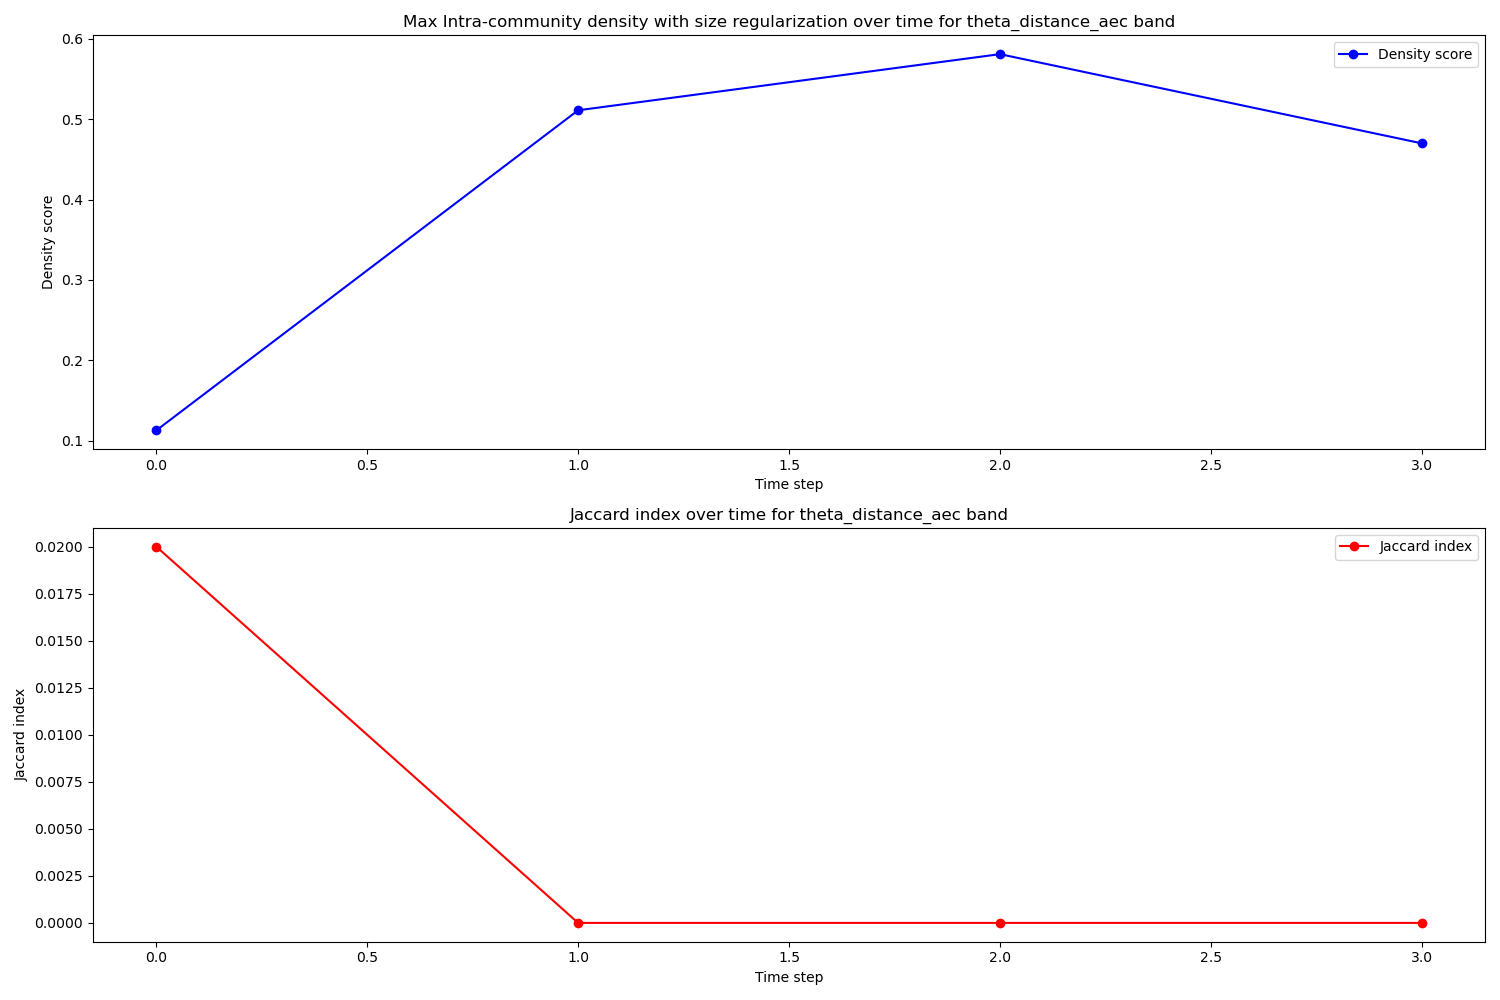 Max Intra-community density with size regularization over time for theta_distance_aec band
Density score
0.6
0.5
0.4
0.3
0.2
0.1
Density score
0.0 0.5 1.0 1.5 2.0 2.5 3.0
Time step
Jaccard index over time for theta_distance_aec band
Jaccard index
0.0200
0.0175
0.0150
0.0125
0.0100
0.0075
0.0050
0.0025
0.0000
Jaccard index
0.0 0.5 1.0 1.5 2.0 2.5 3.0
Time step